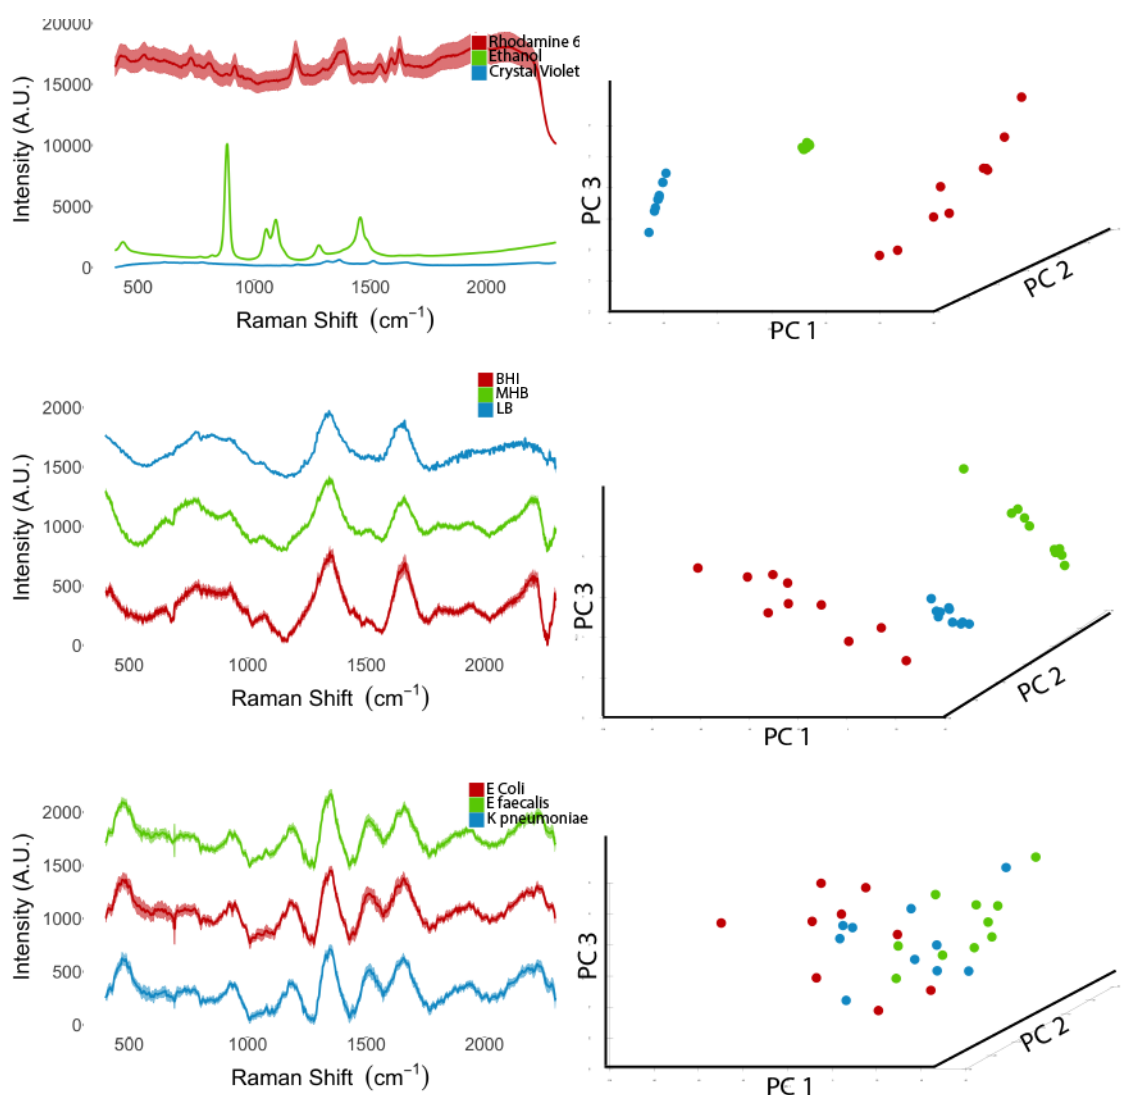 20000
15000
10000
5000
0
Intensity (A.U.)
500
1000
1500
2000
Raman Shift (cm⁻¹)
Rhodamine 6
Ethanol
Crystal Violet
PC 3
PC 1
PC 2
BHI
MHB
LB
2000
1500
1000
500
0
Intensity (A.U.)
500
1000
1500
2000
Raman Shift (cm⁻¹)
PC 3
PC 1
PC 2
E Coli
E faecalis
K pneumoniae
2000
1500
1000
500
0
Intensity (A.U.)
500
1000
1500
2000
Raman Shift (cm⁻¹)
PC 3
PC 1
PC 2